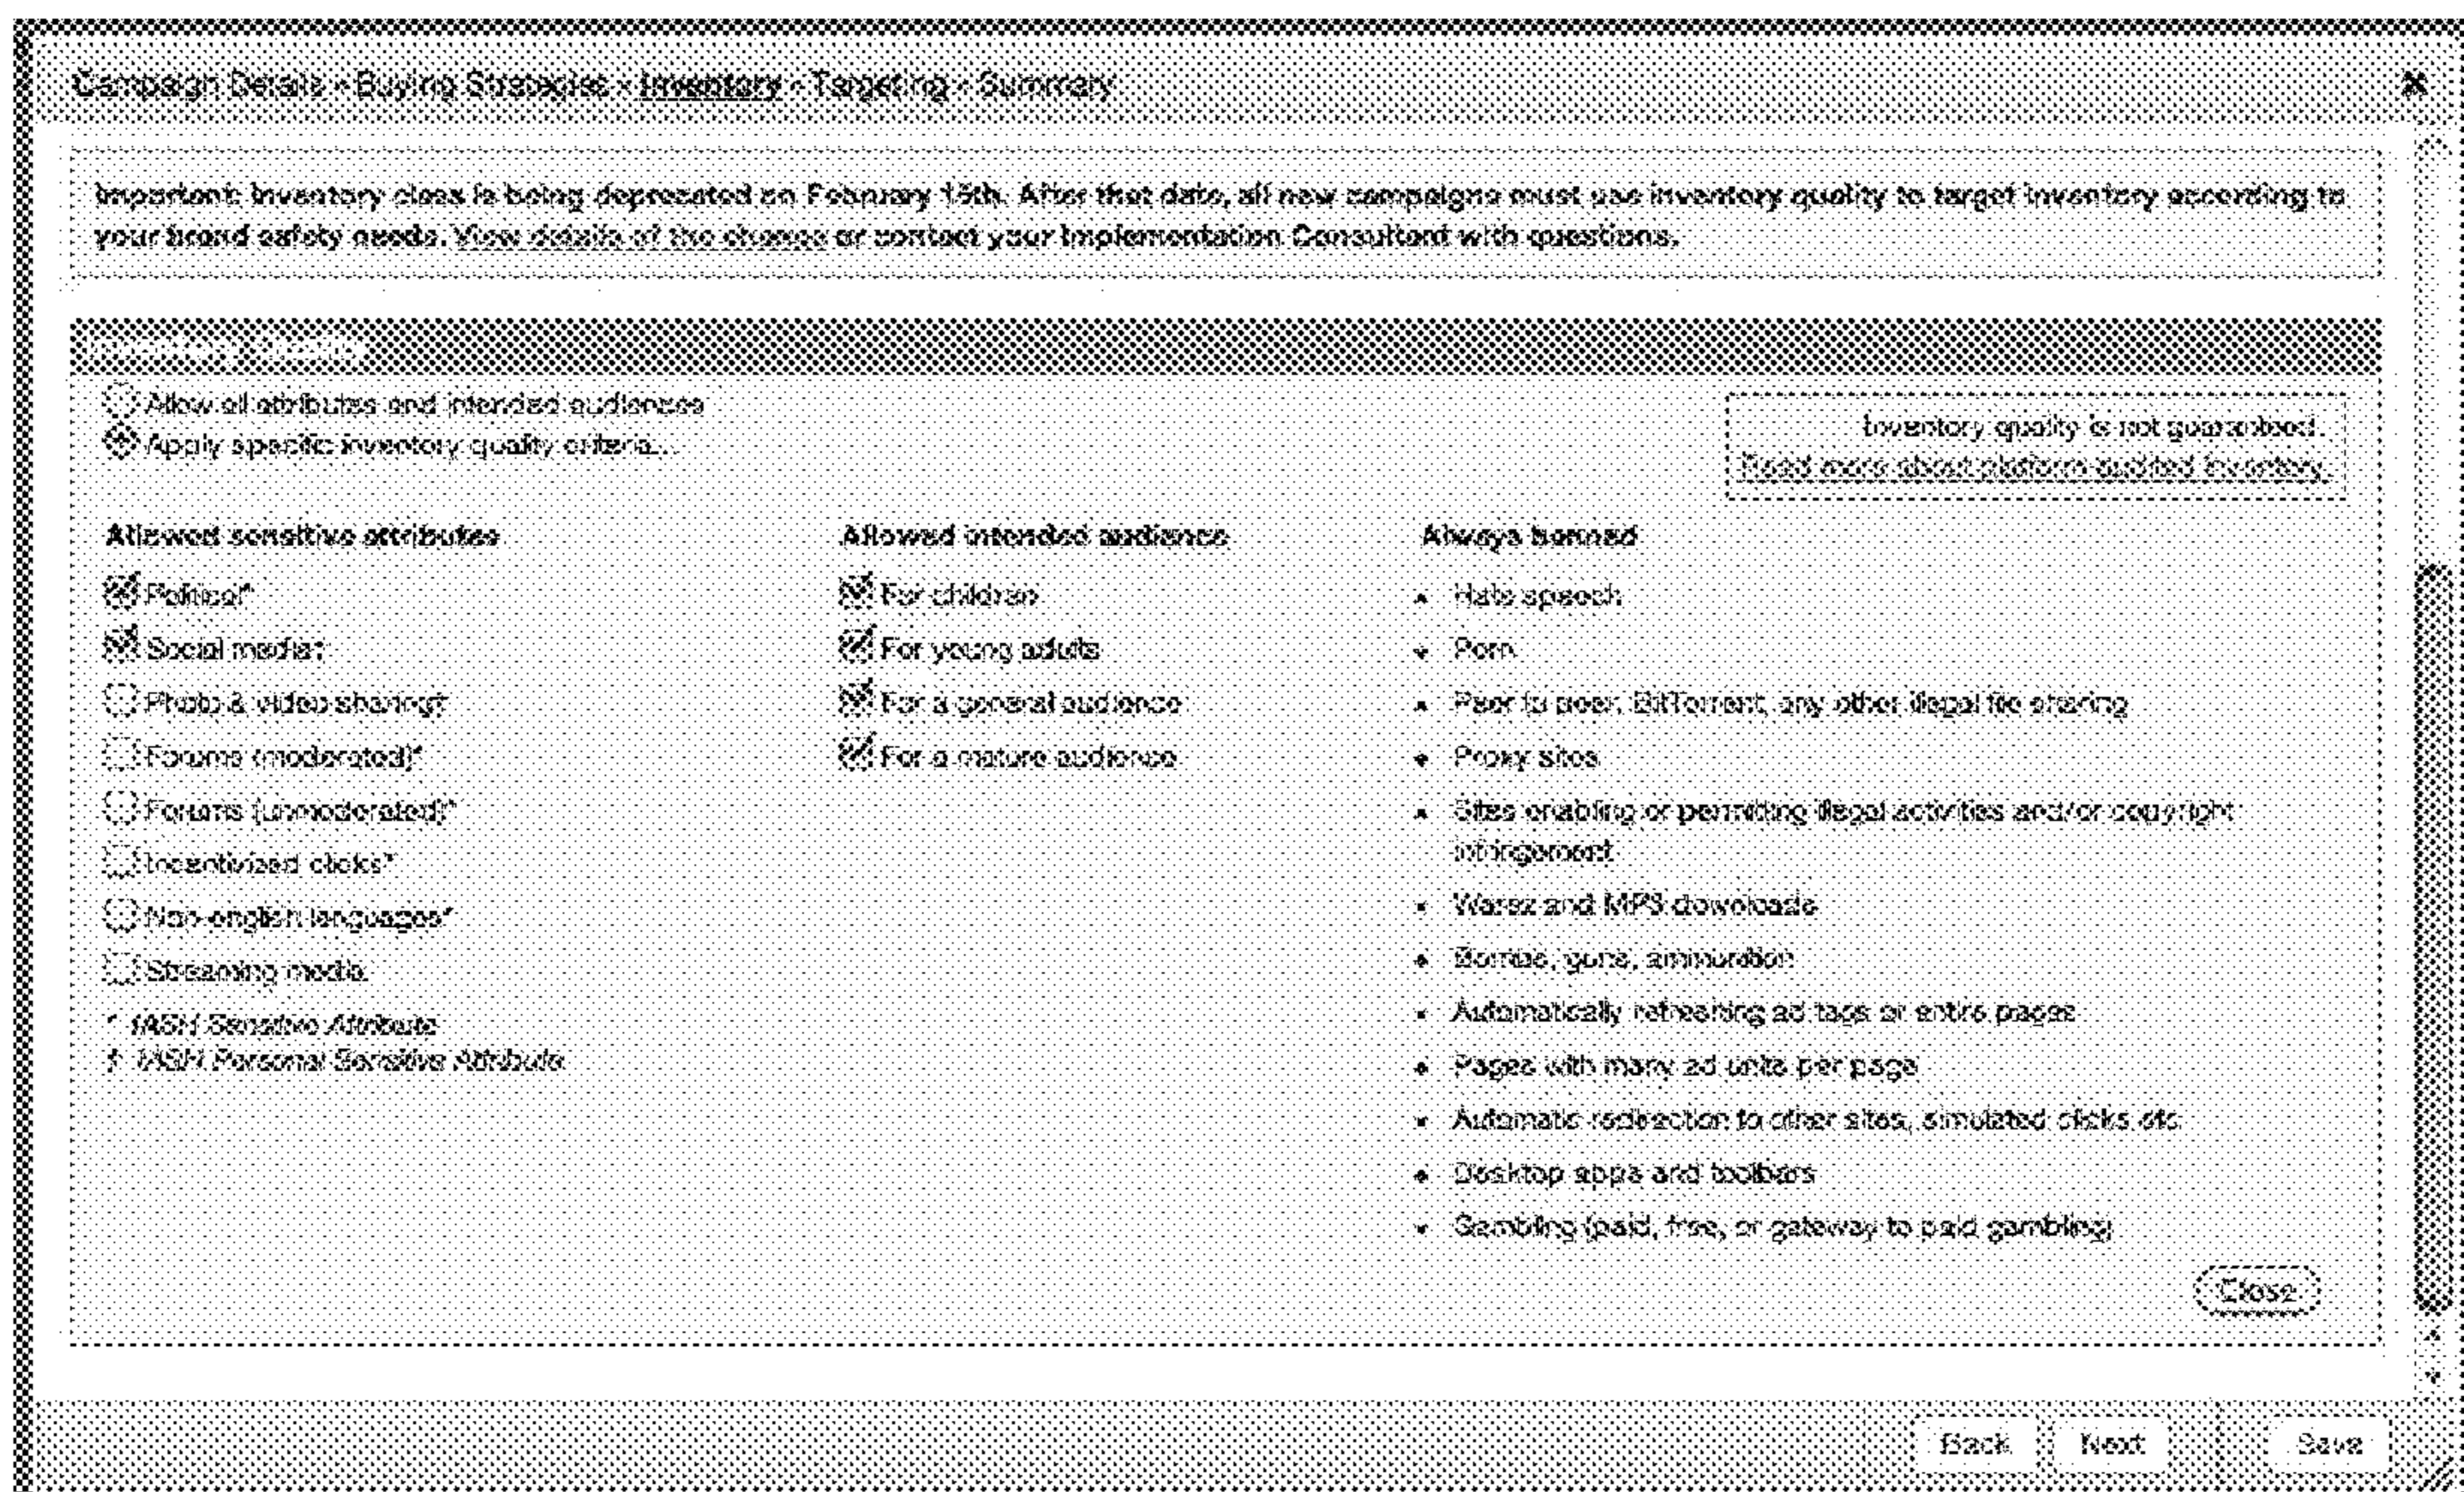 Campaign Details > Buying Strategies > Inventory > Targeting > Summary
Important: Inventory class is being deprecated on February 15th. After that date, all new campaigns must use inventory quality to target inventory according to
your brand safety needs. View details of the change or contact your Implementation Consultant with questions.
Inventory Quality
Allow all attributes and intended audiences
Apply specific inventory quality criteria...
Inventory quality is not guaranteed.
Read more about platform-audited inventory.
Allowed sensitive attributes
Political*
Social media†
Photo & video sharing†
Forums (moderated)*
Forums (unmoderated)*
Incentivized clicks*
Non-english languages*
Streaming media
* IASH Sensitive Attribute
† IASH Personal Sensitive Attribute
Allowed intended audience
For children
For young adults
For a general audience
For a mature audience
Always banned
Hate speech
Porn
Peer to peer, BitTorrent, any other illegal file sharing
Proxy sites
Sites enabling or permitting illegal activities and/or copyright
infringement
Warez and MP3 downloads
Bombs, guns, ammunition
Automatically refreshing ad tags or entire pages
Pages with many ad units per page
Automatic redirection to other sites, simulated clicks etc
Desktop apps and toolbars
Gambling (paid, free, or gateway to paid gambling)
Close
Back
Next
Save